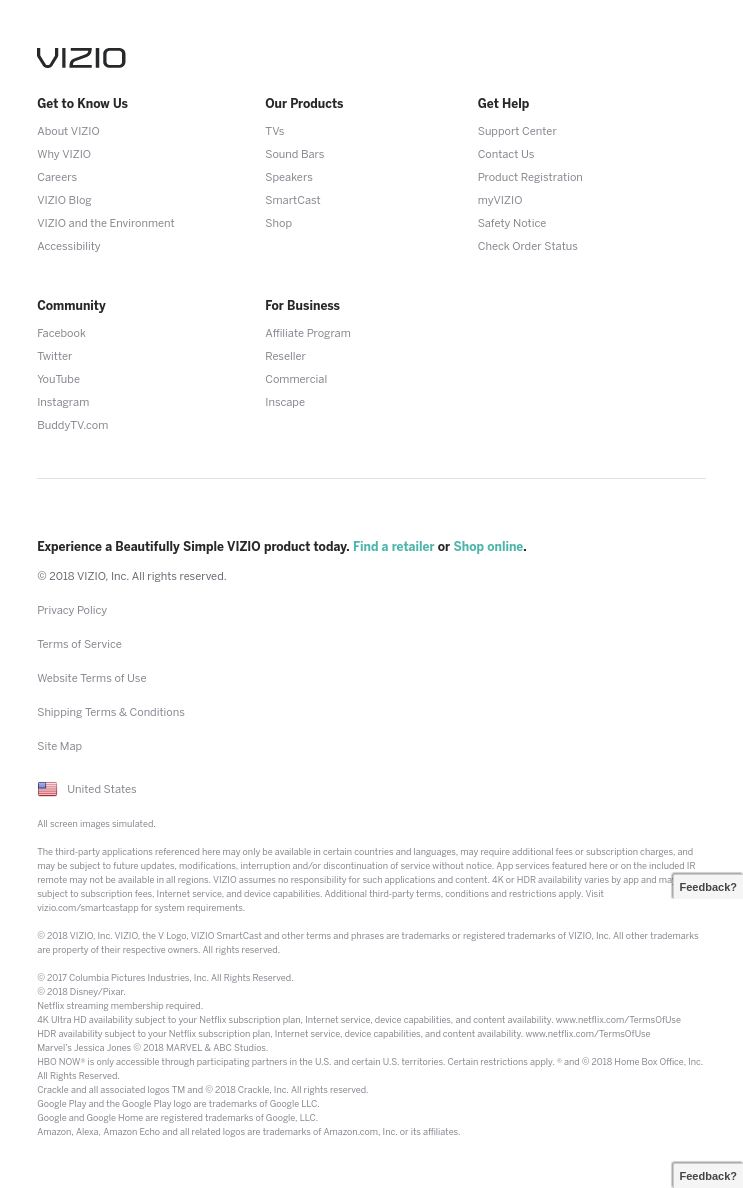 VIZIO
Get to Know Us
About VIZIO
Why VIZIO
Careers
VIZIO Blog
VIZIO and the Environment
Accessibility
Our Products
TVs
Sound Bars
Speakers
SmartCast
Shop
Get Help
Support Center
Contact Us
Product Registration
myVIZIO
Safety Notice
Check Order Status
Community
Facebook
Twitter
YouTube
Instagram
BuddyTV.com
For Business
Affiliate Program
Reseller
Commercial
Inscape
Experience a Beautifully Simple VIZIO product today. Find a retailer or Shop online.
© 2018 VIZIO, Inc. All rights reserved.
Privacy Policy
Terms of Service
Website Terms of Use
Shipping Terms & Conditions
Site Map
United States
All screen images simulated.
The third-party applications referenced here may only be available in certain countries and languages, may require additional fees or subscription charges, and
may be subject to future updates, modifications, interruption and/or discontinuation of service without notice. App services featured here or on the included IR
remote may not be available in all regions. VIZIO assumes no responsibility for such applications and content. 4K or HDR availability varies by app and
subject to subscription fees, Internet service, and device capabilities. Additional third-party terms, conditions and restrictions apply. Visit
vizio.com/smartcastapp for system requirements.
Feedback?
© 2018 VIZIO, Inc. VIZIO, the V Logo, VIZIO SmartCast and other terms and phrases are trademarks or registered trademarks of VIZIO, Inc. All other trademarks
are property of their respective owners. All rights reserved.
© 2017 Columbia Pictures Industries, Inc. All Rights Reserved.
© 2018 Disney/Pixar.
Netflix streaming membership required.
4K Ultra HD availability subject to your Netflix subscription plan, Internet service, device capabilities, and content availability. www.netflix.com/TermsOfUse
HDR availability subject to your Netflix subscription plan, Internet service, device capabilities, and content availability. www.netflix.com/TermsOfUse
Marvel's Jessica Jones © 2018 MARVEL & ABC Studios.
HBO NOW® is only accessible through participating partners in the U.S. and certain U.S. territories. Certain restrictions apply. ® and © 2018 Home Box Office, Inc.
All Rights Reserved.
Crackle and all associated logos TM and © 2018 Crackle, Inc. All rights reserved.
Google Play and the Google Play logo are trademarks of Google LLC.
Google and Google Home are registered trademarks of Google, LLC.
Amazon, Alexa, Amazon Echo and all related logos are trademarks of Amazon.com, Inc. or its affiliates.
Feedback?